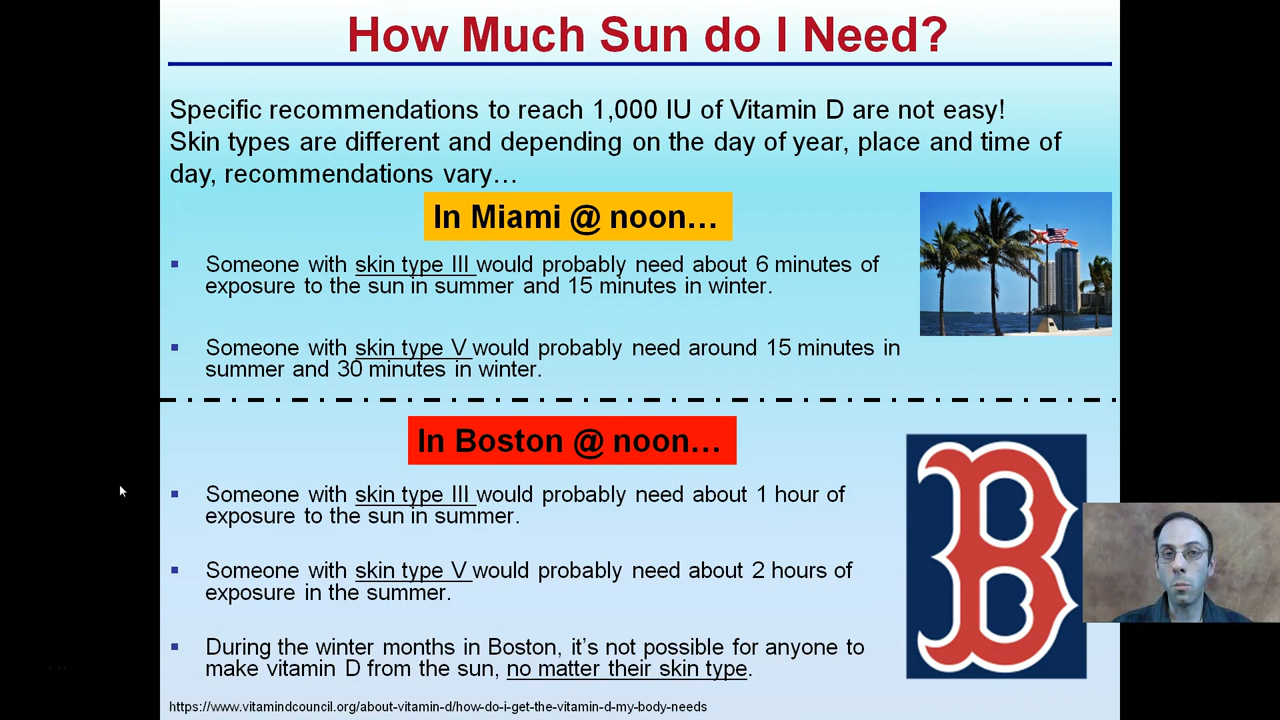 How Much Sun do I Need?
Specific recommendations to reach 1,000 IU of Vitamin D are not easy!
Skin types are different and depending on the day of year, place and time of
day, recommendations vary…
In Miami @ noon…
▪ Someone with skin type III would probably need about 6 minutes of
exposure to the sun in summer and 15 minutes in winter.
▪ Someone with skin type V would probably need around 15 minutes in
summer and 30 minutes in winter.
In Boston @ noon…
▪ Someone with skin type III would probably need about 1 hour of
exposure to the sun in summer.
▪ Someone with skin type V would probably need about 2 hours of
exposure in the summer.
▪ During the winter months in Boston, it’s not possible for anyone to
make vitamin D from the sun, no matter their skin type.
B
https://www.vitamindcouncil.org/about-vitamin-d/how-do-i-get-the-vitamin-d-my-body-needs